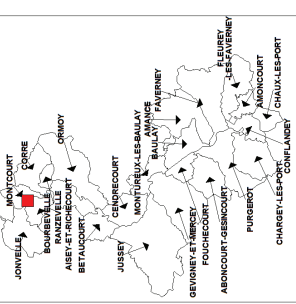 JONVELLE
MONTCOURT
CORRE
BOURBEVELLE
RANZEVELLE
AISEY-ET-RICHECOURT
ORMOY
BETAUCOURT
CENDRECOURT
JUSSEY
MONTUREUX-LES-BAULAY
AMANCE
BAULAY
FAVERNEY
GEVIGNEY-ET-MERCEY
FOUCHECOURT
ABONCOURT-GESINCOURT
PURGEROT
CHARGEY-LES-PORT
CONFLANDEY
FLEUREY
-LES-FAVERNEY
AMONCOURT
CHAUX-LES-PORT